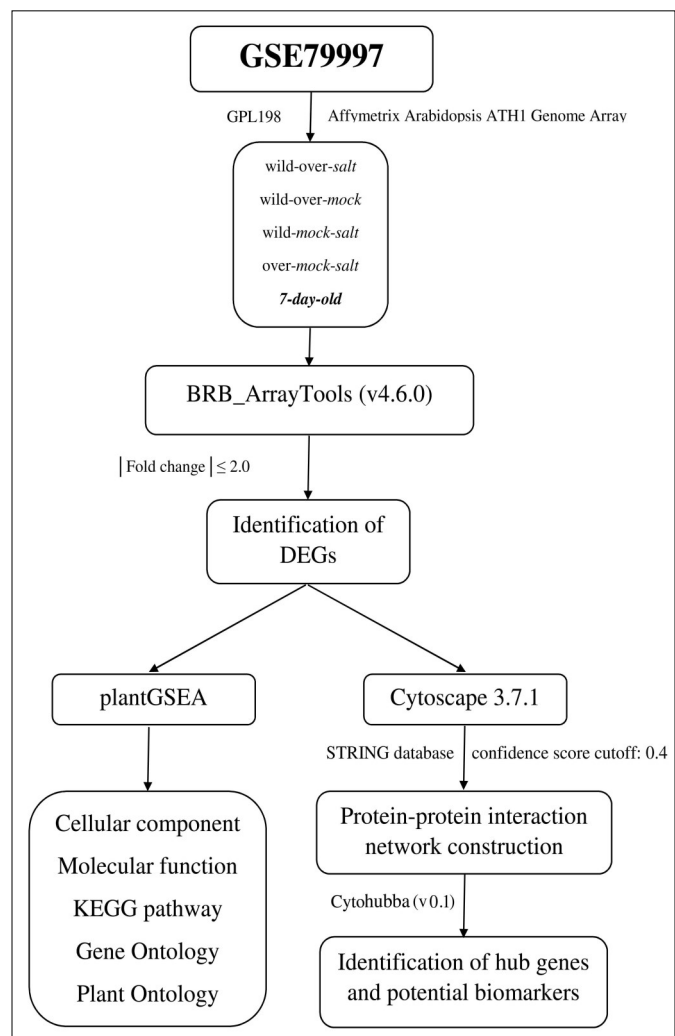 GSE79997
GPL198
Affymetrix Arabidopsis ATH1 Genome Array
wild-over-salt
wild-over-mock
wild-mock-salt
over-mock-salt
7-day-old
BRB_ArrayTools (v4.6.0)
|Fold change| ≤ 2.0
Identification of
DEGs
plantGSEA
Cytoscape 3.7.1
STRING database
confidence score cutoff: 0.4
Cellular component
Molecular function
KEGG pathway
Gene Ontology
Plant Ontology
Protein-protein interaction
network construction
Cytohubba (v0.1)
Identification of hub genes
and potential biomarkers